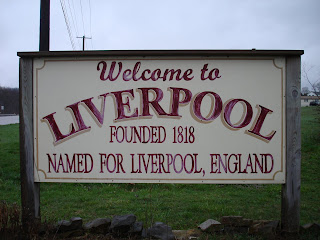 Welcome to
LIVERPOOL
FOUNDED 1818
NAMED FOR LIVERPOOL, ENGLAND